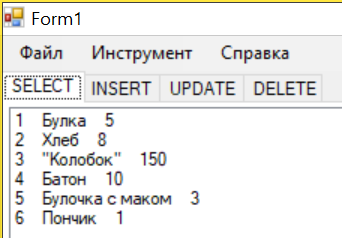 Form1
Файл Инструмент Справка
SELECT INSERT UPDATE DELETE
1 Булка 5
2 Хлеб 8
3 "Колобок" 150
4 Батон 10
5 Булочка с маком 3
6 Пончик 1